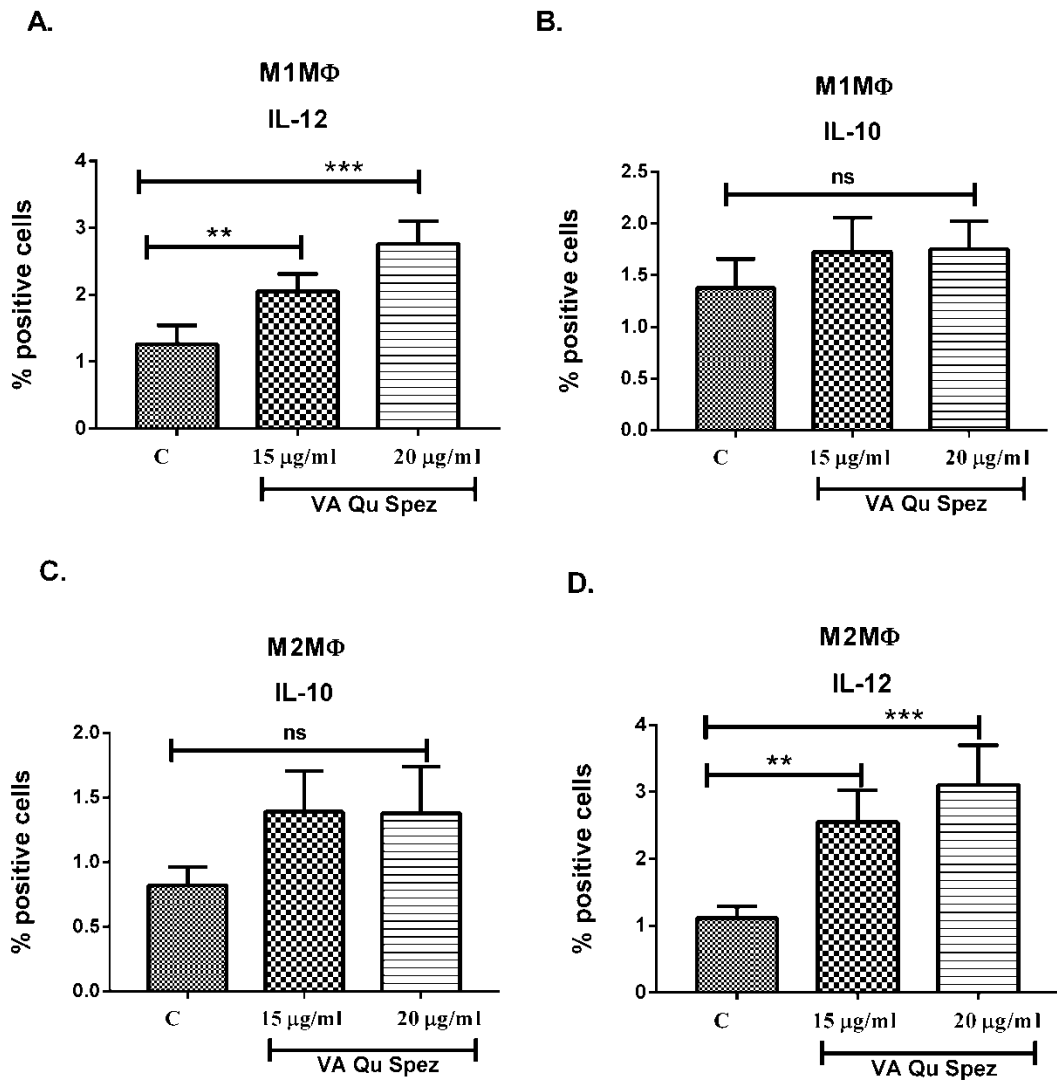 A.
M1MΦ
IL-12
% positive cells
4
3
2
1
0
***
**
C
15 µg/ml
20 µg/ml
VA Qu Spez
B.
M1MΦ
IL-10
% positive cells
2.5
2.0
1.5
1.0
0.5
0.0
ns
C
15 µg/ml
20 µg/ml
VA Qu Spez
C.
M2MΦ
IL-10
% positive cells
2.0
1.5
1.0
0.5
0.0
ns
C
15 µg/ml
20 µg/ml
VA Qu Spez
D.
M2MΦ
IL-12
% positive cells
4
3
2
1
0
***
**
C
15 µg/ml
20 µg/ml
VA Qu Spez